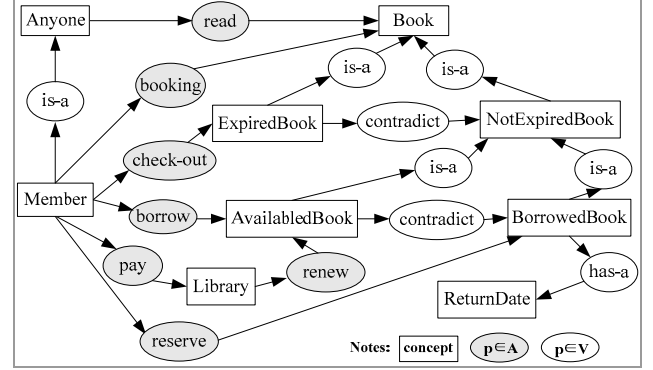 Anyone
read
Book
is-a
is-a
is-a
booking
ExpiredBook
contradict
NotExpiredBook
check-out
is-a
is-a
Member
borrow
AvailabledBook
contradict
BorrowedBook
pay
Library
renew
has-a
ReturnDate
reserve
Notes:
concept
p∈A
p∈V